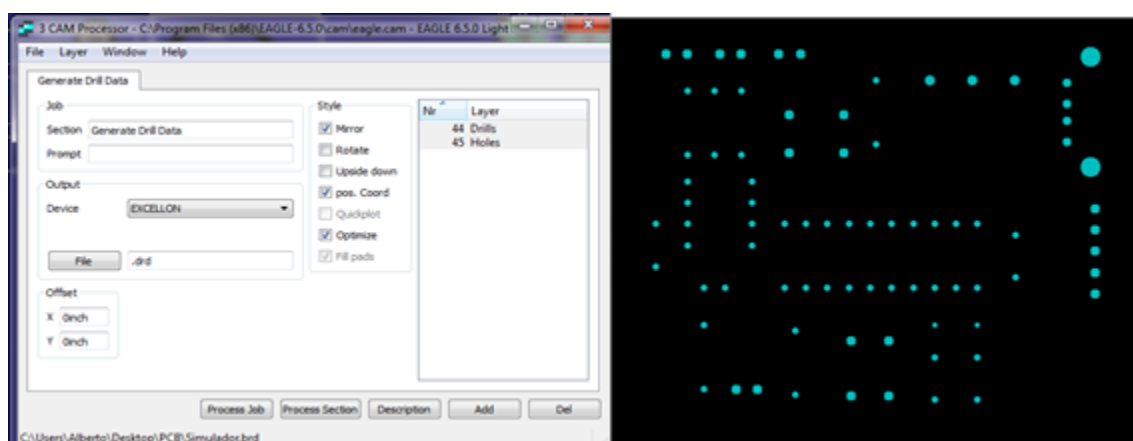 3 CAM Processor - C:\Program Files (x86)\EAGLE-6.5.0\cam\eagle.cam - EAGLE 6.5.0 Light
File Layer Window Help
Generate Drill Data
Job
Section Generate Drill Data
Prompt
Output
Device EXCELLON
File .drd
Offset
X 0inch
Y 0inch
Style
Mirror
Rotate
Upside down
pos. Coord
Quickplot
Optimize
Fill pads
Nr Layer
44 Drills
45 Holes
Process Job Process Section Description Add Del
C:\Users\Alberto\Desktop\PCB\Simulador.brd